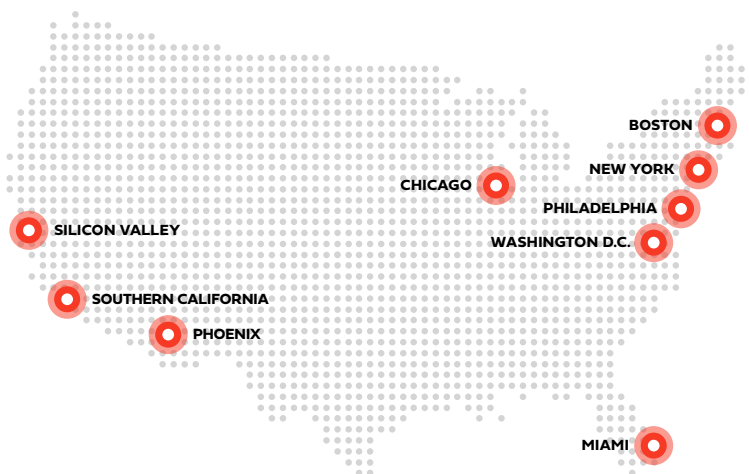 BOSTON
NEW YORK
CHICAGO
PHILADELPHIA
SILICON VALLEY
WASHINGTON D.C.
SOUTHERN CALIFORNIA
PHOENIX
MIAMI